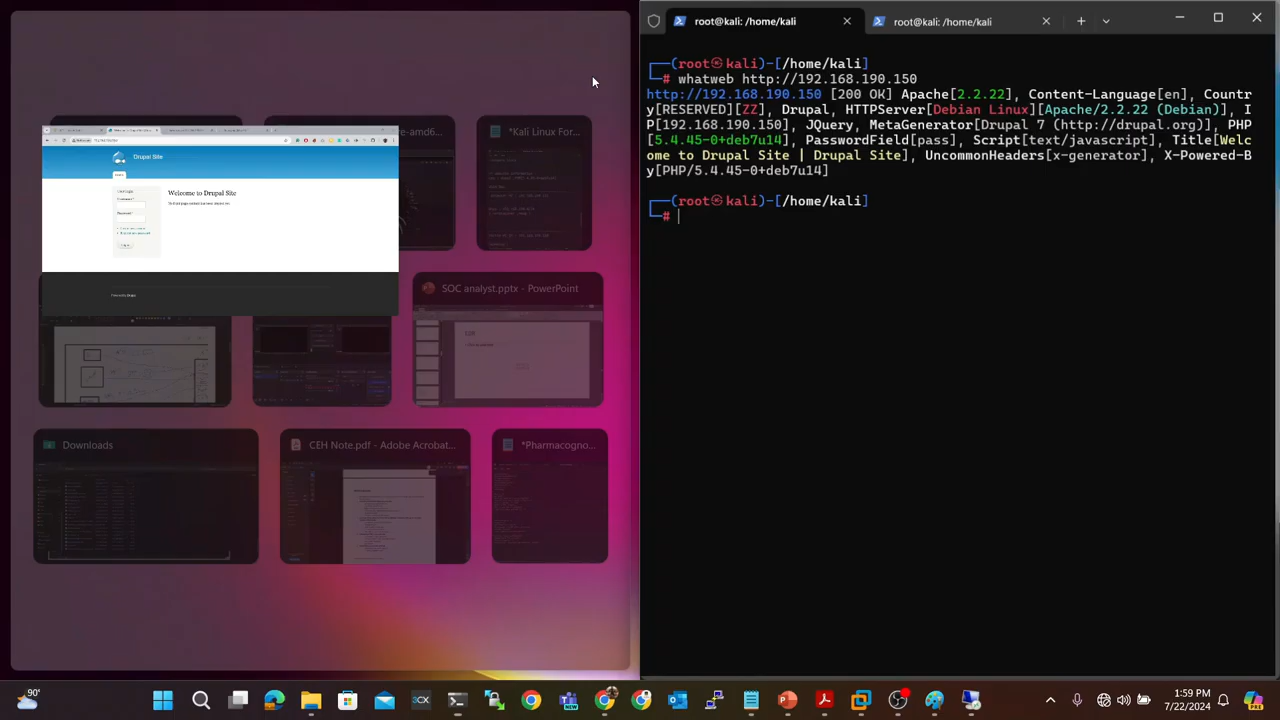 root@kali: /home/kali
root@kali: /home/kali
┌──(root㉿kali)-[/home/kali]
└─# whatweb http://192.168.190.150
http://192.168.190.150 [200 OK] Apache[2.2.22], Content-Language[en], Countr
y[RESERVED][ZZ], Drupal, HTTPServer[Debian Linux][Apache/2.2.22 (Debian)], I
P[192.168.190.150], JQuery, MetaGenerator[Drupal 7 (http://drupal.org)], PHP
[5.4.45-0+deb7u14], PasswordField[pass], Script[text/javascript], Title[Welc
ome to Drupal Site | Drupal Site], UncommonHeaders[x-generator], X-Powered-B
y[PHP/5.4.45-0+deb7u14]
┌──(root㉿kali)-[/home/kali]
└─#
-amd6...
*Kali Linux For...
Drupal Site
Welcome to Drupal Site
SOC analyst.pptx - PowerPoint
Downloads
CEH Note.pdf - Adobe Acrobat...
*Pharmacogno...
90°
1:59 PM
7/22/2024